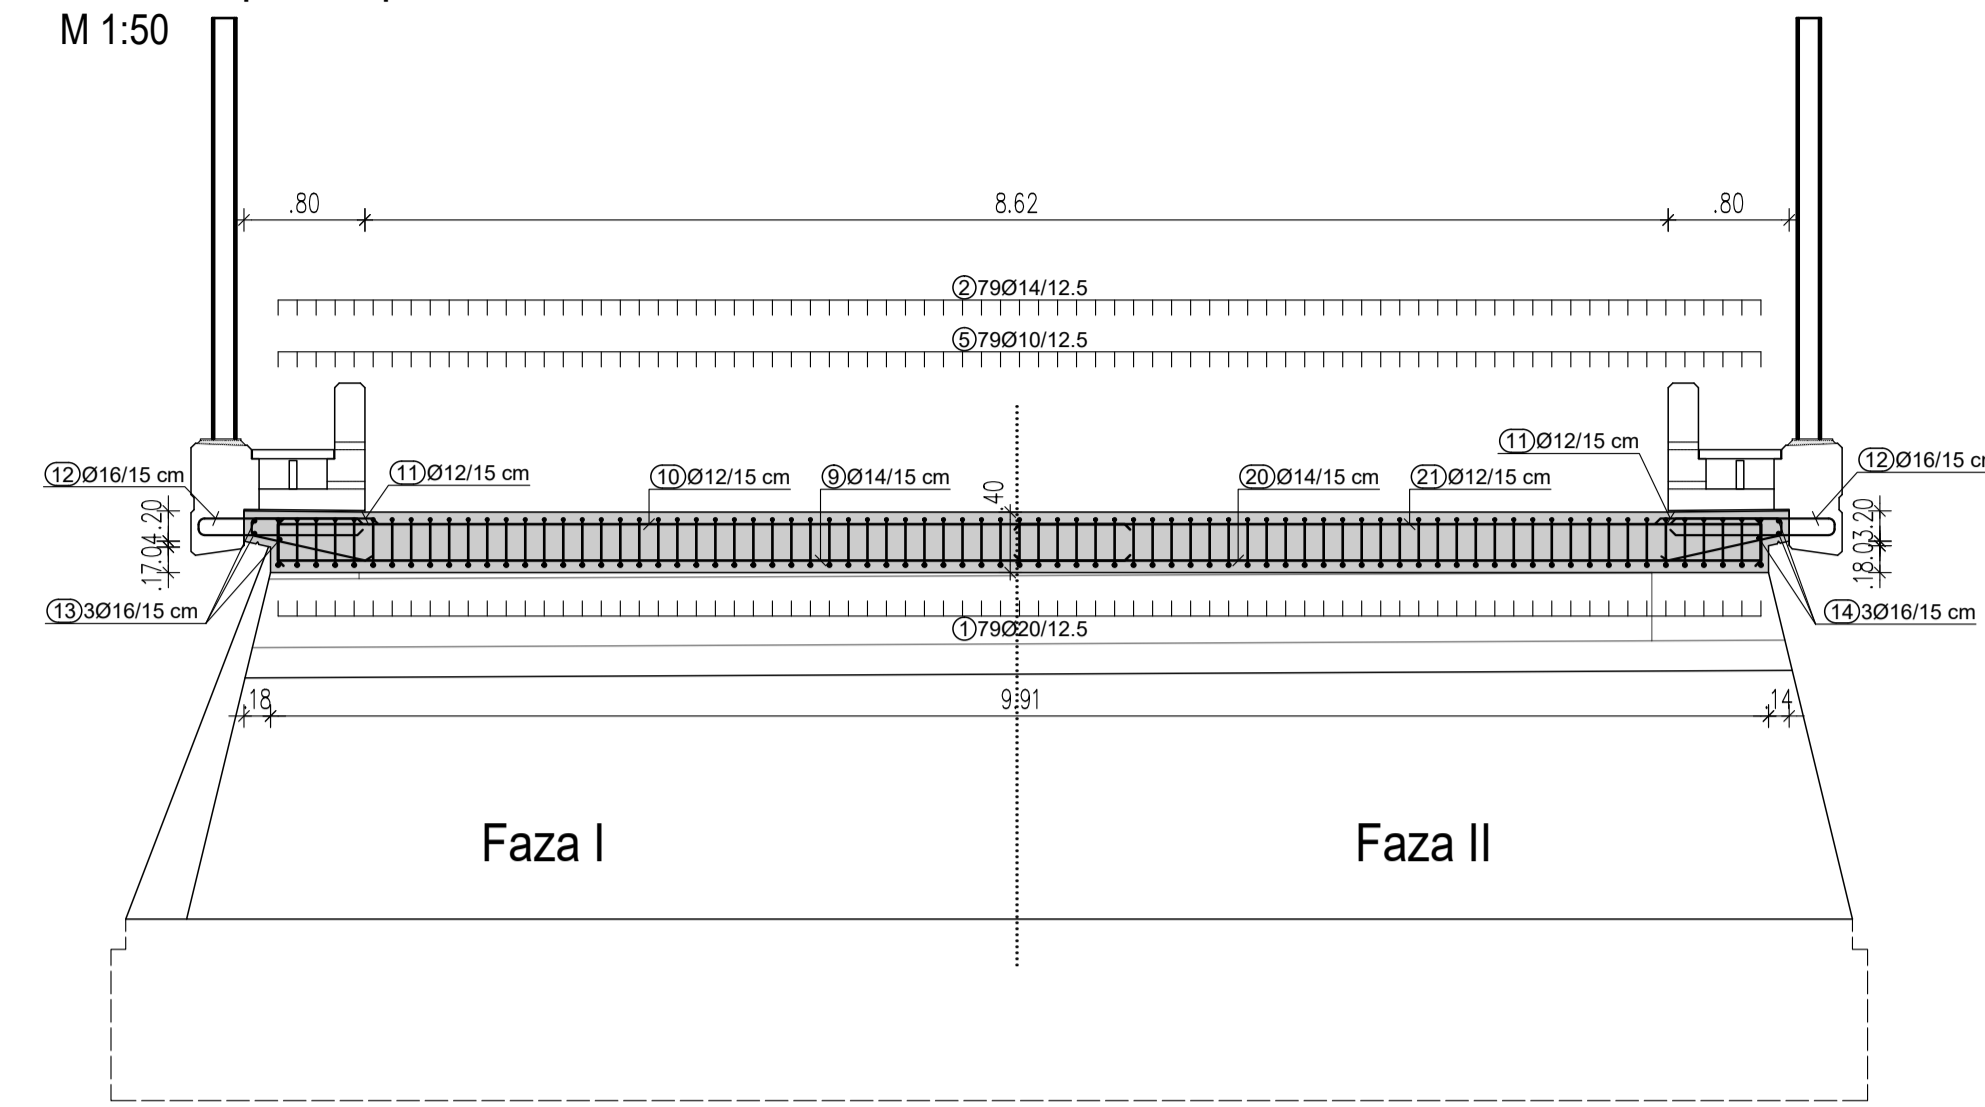 M 1:50
.80
8.62
.80
②79Ø14/12.5
⑤79Ø10/12.5
⑪Ø12/15 cm
⑫Ø16/15 cm
⑪Ø12/15 cm
⑩Ø12/15 cm
⑨Ø14/15 cm
.40
⑳Ø14/15 cm
㉑Ø12/15 cm
⑫Ø16/15
.17.04.20
.18.03.20
⑬3Ø16/15 cm
①79Ø20/12.5
⑭3Ø16/15 cm
.18
9.91
.14
Faza I
Faza II